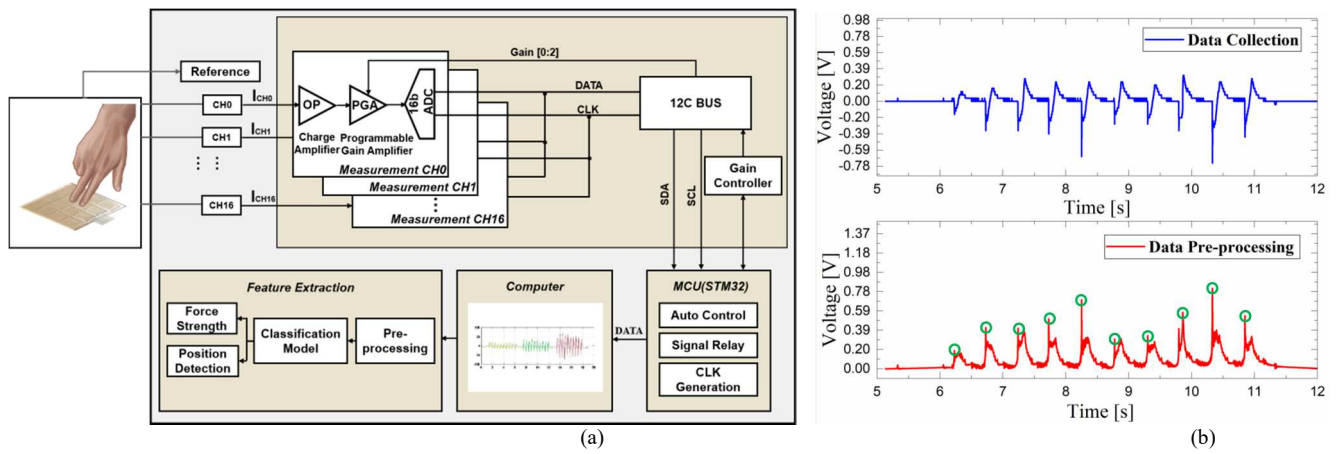 Reference
CH0
I_CH0
CH1
I_CH1
CH16
I_CH16
Gain [0:2]
OP
PGA
16b
ADC
Charge
Amplifier
Programmable
Gain Amplifier
Measurement CH0
Measurement CH1
Measurement CH16
DATA
CLK
12C BUS
SDA
SCL
Gain
Controller
Feature Extraction
Force
Strength
Position
Detection
Classification
Model
Pre-
processing
Computer
DATA
MCU(STM32)
Auto Control
Signal Relay
CLK
Generation
(a)
Voltage [V]
0.98
0.78
0.59
0.39
0.20
0.00
-0.20
-0.39
-0.59
-0.78
Data Collection
5 6 7 8 9 10 11 12
Time [s]
Voltage [V]
1.37
1.18
0.98
0.78
0.59
0.39
0.20
0.00
Data Pre-processing
5 6 7 8 9 10 11 12
Time [s]
(b)